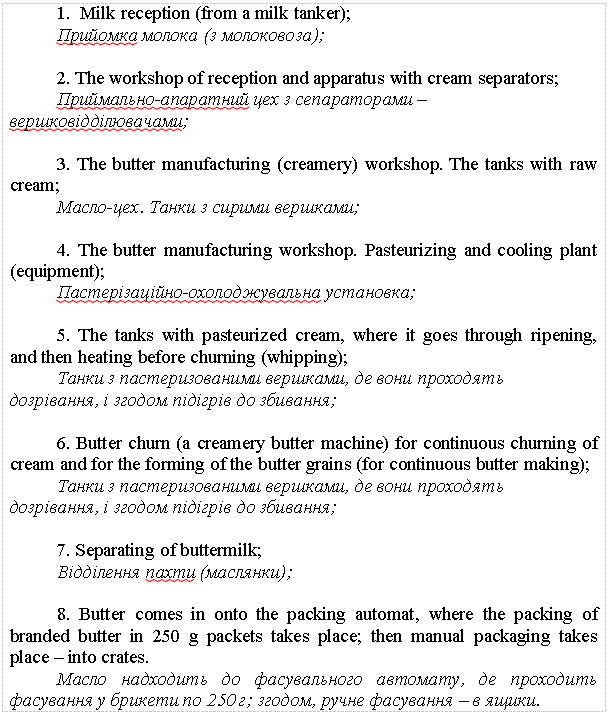 1. Milk reception (from a milk tanker);
Прийомка молока (з молоковоза);
2. The workshop of reception and apparatus with cream separators;
Приймально-апаратний цех з сепараторами –
вершковідділювачами;
3. The butter manufacturing (creamery) workshop. The tanks with raw
cream;
Масло-цех. Танки з сирими вершками;
4. The butter manufacturing workshop. Pasteurizing and cooling plant
(equipment);
Пастерізаційно-охолоджувальна установка;
5. The tanks with pasteurized cream, where it goes through ripening,
and then heating before churning (whipping);
Танки з пастеризованими вершками, де вони проходять
дозрівання, і згодом підігрів до збивання;
6. Butter churn (a creamery butter machine) for continuous churning of
cream and for the forming of the butter grains (for continuous butter making);
Танки з пастеризованими вершками, де вони проходять
дозрівання, і згодом підігрів до збивання;
7. Separating of buttermilk;
Відділення пахти (маслянки);
8. Butter comes in onto the packing automat, where the packing of
branded butter in 250 g packets takes place; then manual packaging takes
place – into crates.
Масло надходить до фасувального автомату, де проходить
фасування у брикети по 250 г; згодом, ручне фасування – в ящики.